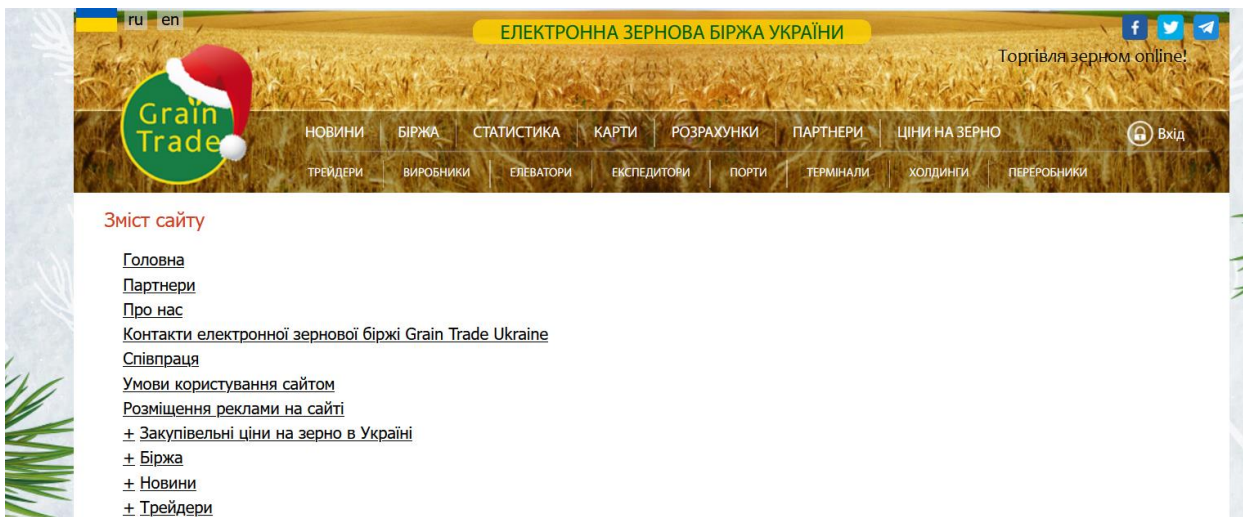 ru en
ЕЛЕКТРОННА ЗЕРНОВА БІРЖА УКРАЇНИ
Торгівля зерном online!
Grain
Trade
НОВИНИ БІРЖА СТАТИСТИКА КАРТИ РОЗРАХУНКИ ПАРТНЕРИ ЦІНИ НА ЗЕРНО Вхід
ТРЕЙДЕРИ ВИРОБНИКИ ЕЛЕВАТОРИ ЕКСПЕДИТОРИ ПОРТИ ТЕРМІНАЛИ ХОЛДИНГИ ПЕРЕРОБНИКИ
Зміст сайту
Головна
Партнери
Про нас
Контакти електронної зернової біржі Grain Trade Ukraine
Співпраця
Умови користування сайтом
Розміщення реклами на сайті
+ Закупівельні ціни на зерно в Україні
+ Біржа
+ Новини
+ Трейдери